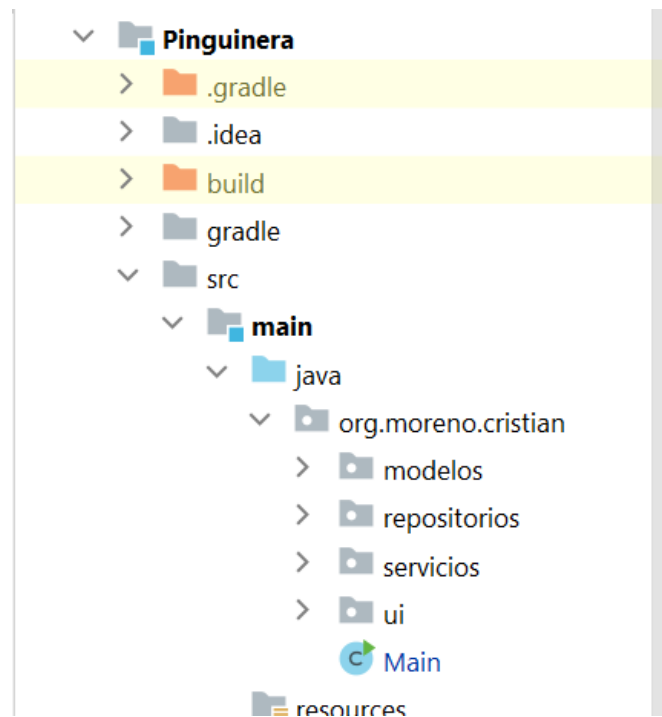 Pinguinera
.gradle
.idea
build
gradle
src
main
java
org.moreno.cristian
modelos
repositorios
servicios
ui
C Main
resources